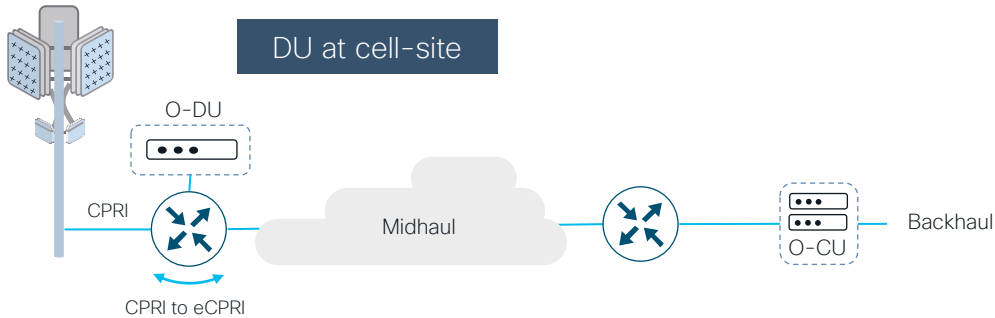 DU at cell-site
O-DU
CPRI
Midhaul
O-CU
Backhaul
CPRI to eCPRI